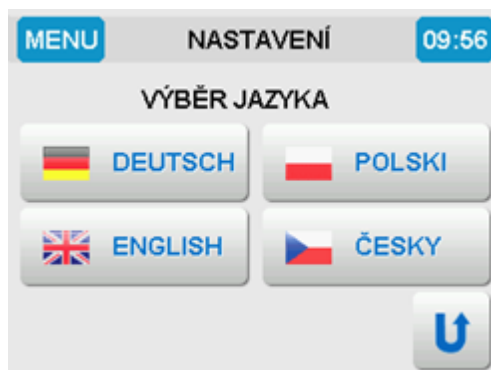 MENU NASTAVENÍ 09:56
VÝBĚR JAZYKA
DEUTSCH POLSKI
ENGLISH ČESKY